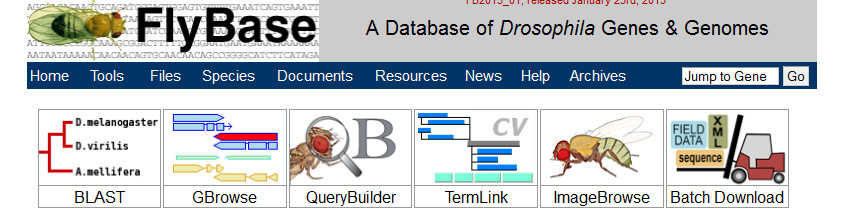 FB2013_01, released January 23rd, 2013
FlyBase
A Database of Drosophila Genes & Genomes
Home Tools Files Species Documents Resources News Help Archives Jump to Gene Go
D.melanogaster
D.virilis
A.mellifera
B
CV
FIELD DATA
XML
sequence
BLAST GBrowse QueryBuilder TermLink ImageBrowse Batch Download